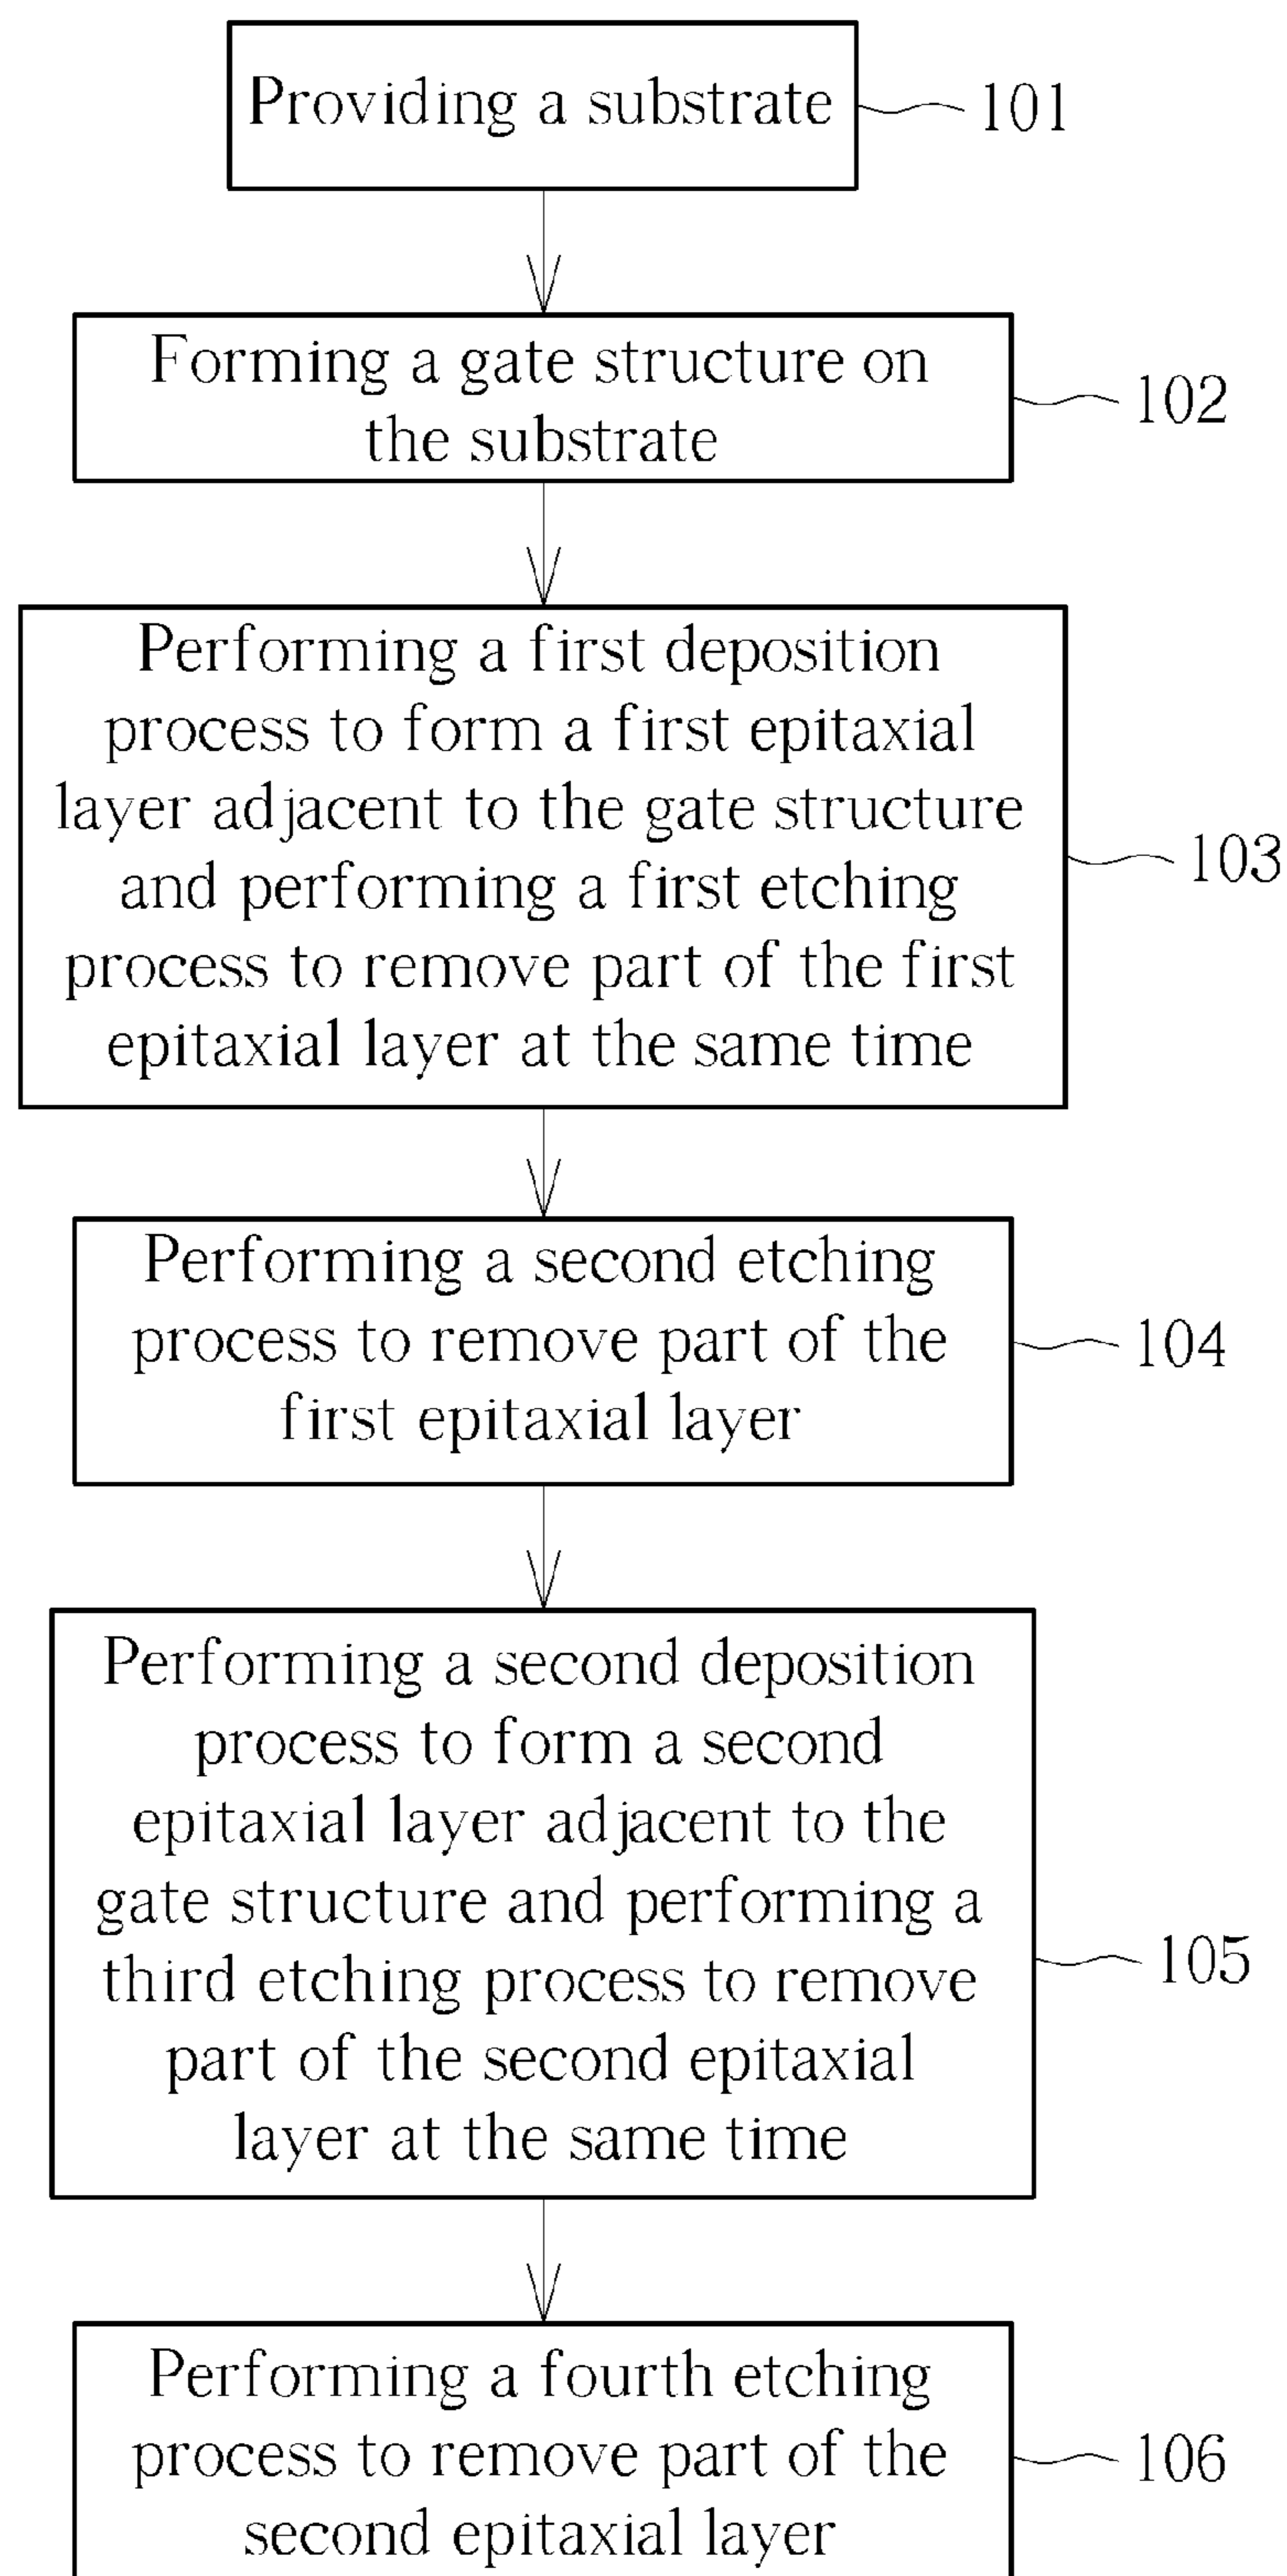 Providing a substrate
101
Forming a gate structure on
the substrate
102
Performing a first deposition
process to form a first epitaxial
layer adjacent to the gate structure
and performing a first etching
process to remove part of the first
epitaxial layer at the same time
103
Performing a second etching
process to remove part of the
first epitaxial layer
104
Performing a second deposition
process to form a second
epitaxial layer adjacent to the
gate structure and performing a
third etching process to remove
part of the second epitaxial
layer at the same time
105
Performing a fourth etching
process to remove part of the
second epitaxial layer
106